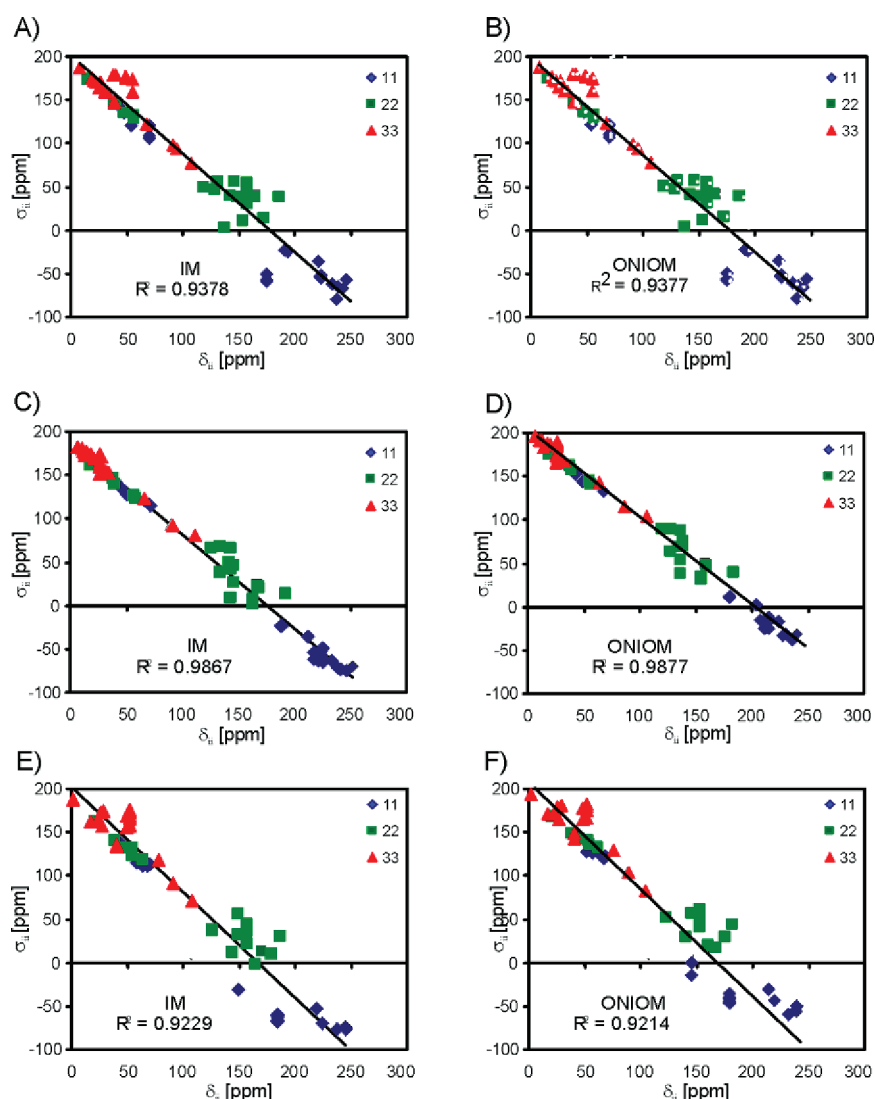 A)
200
150
100
50
0
-50
-100
σii [ppm]
11
22
33
IM
R² = 0.9378
0 50 100 150 200 250 300
δii [ppm]
B)
200
150
100
50
0
-50
-100
σii [ppm]
11
22
33
ONIOM
R² = 0.9377
0 50 100 150 200 250 300
δii [ppm]
C)
200
150
100
50
0
-50
-100
σii [ppm]
11
22
33
IM
R² = 0.9867
0 50 100 150 200 250 300
δii [ppm]
D)
200
150
100
50
0
-50
-100
σii [ppm]
11
22
33
ONIOM
R² = 0.9877
0 50 100 150 200 250 300
δii [ppm]
E)
200
150
100
50
0
-50
-100
σii [ppm]
11
22
33
IM
R² = 0.9229
0 50 100 150 200 250 300
δii [ppm]
F)
200
150
100
50
0
-50
-100
σii [ppm]
11
22
33
ONIOM
R² = 0.9214
0 50 100 150 200 250 300
δii [ppm]